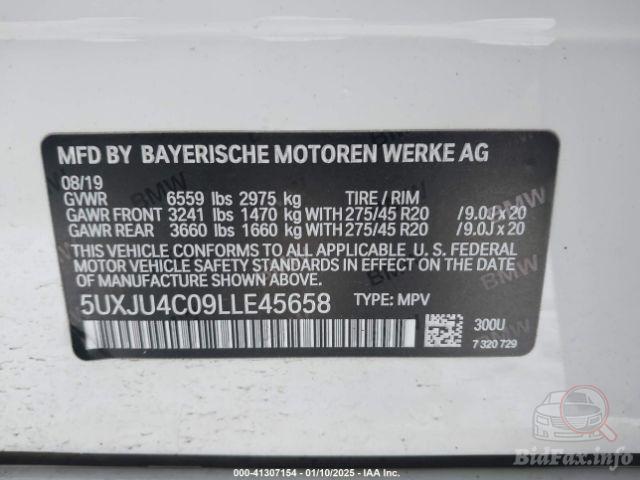 MFD BY BAYERISCHE MOTOREN WERKE AG
08/19
GVWR 6559 lbs 2975 kg TIRE / RIM
GAWR FRONT 3241 lbs 1470 kg WITH 275/45 R20 /9.0J x 20
GAWR REAR 3660 lbs 1660 kg WITH 275/45 R20 /9.0J x 20
THIS VEHICLE CONFORMS TO ALL APPLICABLE U. S. FEDERAL
MOTOR VEHICLE SAFETY STANDARDS IN EFFECT ON THE DATE
OF MANUFACTURE SHOWN ABOVE.
5UXJU4C09LLE45658 TYPE: MPV
300U
7 320 729
BidFax.info
000-41307154 - 01/10/2025 - IAA Inc.